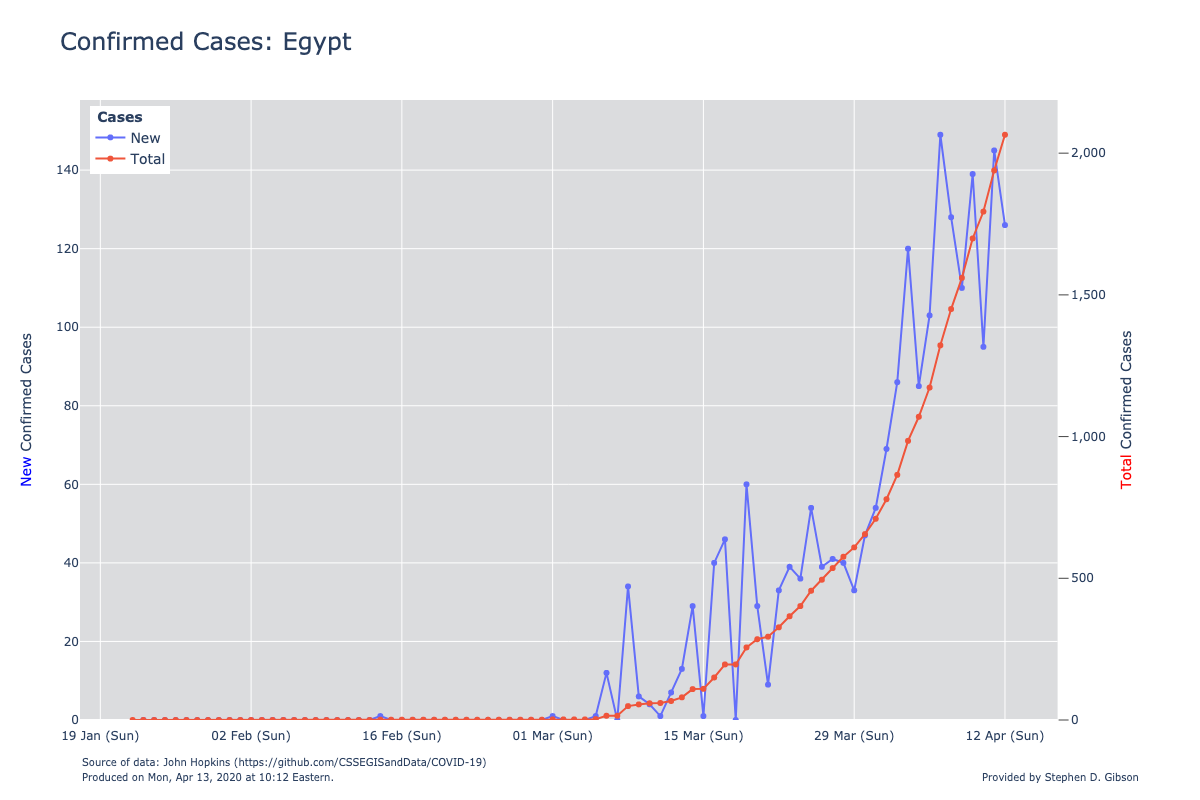 Confirmed Cases: Egypt
Cases
New
Total
140
120
100
80
60
40
20
0
New Confirmed Cases
2,000
1,500
1,000
500
0
Total Confirmed Cases
19 Jan (Sun) 02 Feb (Sun) 16 Feb (Sun) 01 Mar (Sun) 15 Mar (Sun) 29 Mar (Sun) 12 Apr (Sun)
Source of data: John Hopkins (https://github.com/CSSEGISandData/COVID-19)
Produced on Mon, Apr 13, 2020 at 10:12 Eastern.
Provided by Stephen D. Gibson